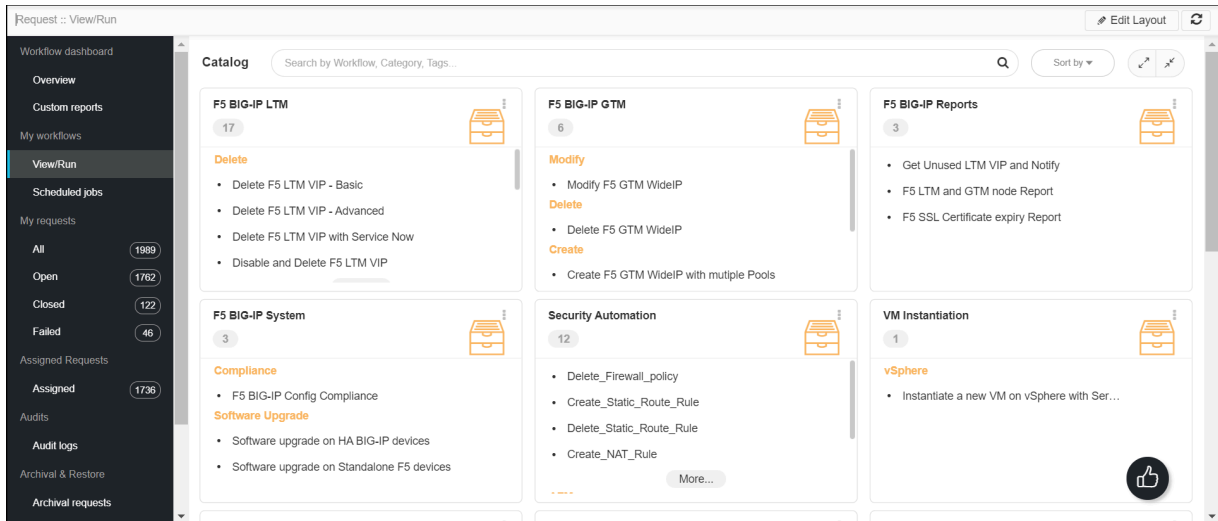 Request :: View/Run
Edit Layout
Workflow dashboard
Overview
Custom reports
My workflows
View/Run
Scheduled jobs
My requests
All 1989
Open 1762
Closed 122
Failed 46
Assigned Requests
Assigned 1736
Audits
Audit logs
Archival & Restore
Archival requests
Catalog
Search by Workflow, Category, Tags...
Sort by
F5 BIG-IP LTM
17
Delete
• Delete F5 LTM VIP - Basic
• Delete F5 LTM VIP - Advanced
• Delete F5 LTM VIP with Service Now
• Disable and Delete F5 LTM VIP
F5 BIG-IP GTM
6
Modify
• Modify F5 GTM WideIP
Delete
• Delete F5 GTM WideIP
Create
• Create F5 GTM WideIP with mutiple Pools
F5 BIG-IP Reports
3
• Get Unused LTM VIP and Notify
• F5 LTM and GTM node Report
• F5 SSL Certificate expiry Report
F5 BIG-IP System
3
Compliance
• F5 BIG-IP Config Compliance
Software Upgrade
• Software upgrade on HA BIG-IP devices
• Software upgrade on Standalone F5 devices
Security Automation
12
• Delete_Firewall_policy
• Create_Static_Route_Rule
• Delete_Static_Route_Rule
• Create_NAT_Rule
More...
VM Instantiation
1
vSphere
• Instantiate a new VM on vSphere with Ser...